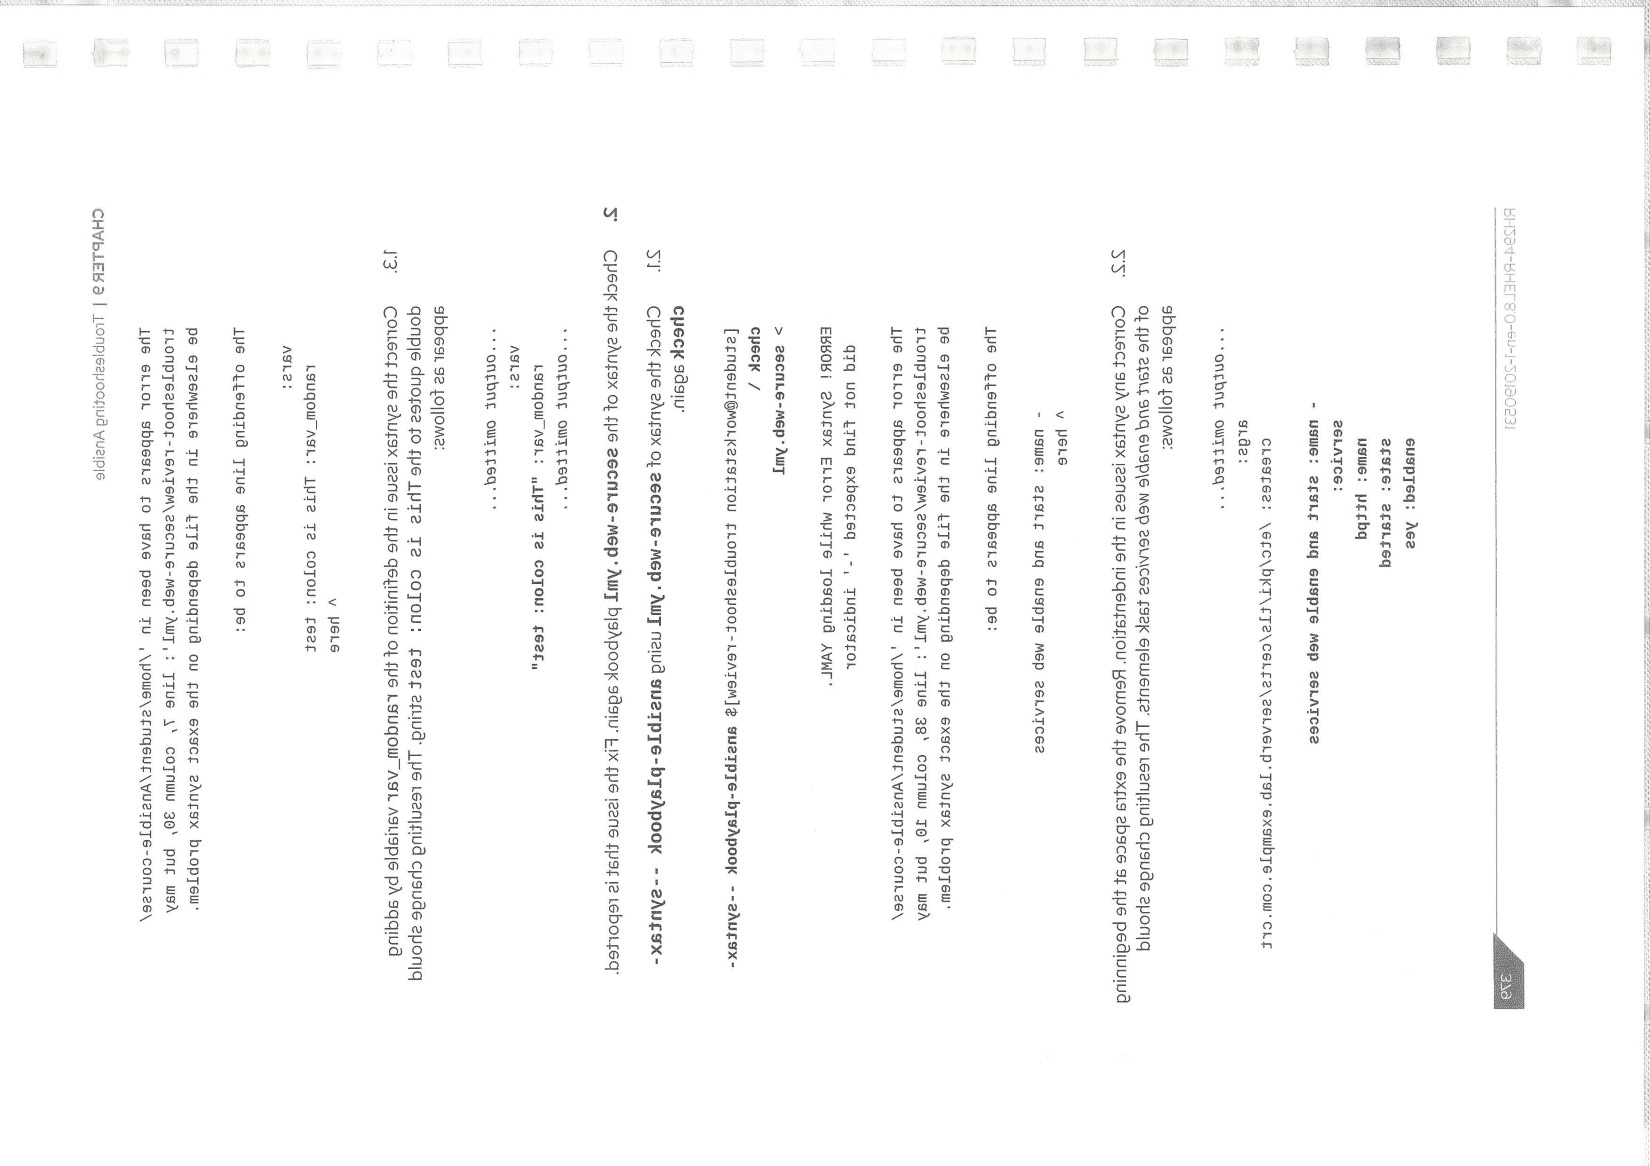 CHAPTER 9 | Troubleshooting Ansible
The error appears to have been in '/home/student/Ansible-course/
troubleshoot-review/secure-web.yml': line 7, column 30, but may
be elsewhere in the file depending on the exact syntax problem.
The offending line appears to be:
vars:
random_var: This is colon: test
^ here
1.3. Correct the syntax issue in the definition of the random_var variable by adding
double quotes to the This is colon: test string. The resulting change should
appear as follows:
...output omitted...
vars:
random_var: "This is colon: test"
...output omitted...
2. Check the syntax of the secure-web.yml playbook again. Fix the issue that is reported.
2.1. Check the syntax of secure-web.yml using ansible-playbook --syntax-
check again.
[student@workstation troubleshoot-review]$ ansible-playbook --syntax-
check /
> secure-web.yml
ERROR! Syntax Error while loading YAML.
did not find expected '-' indicator
The error appears to have been in '/home/student/Ansible-course/
troubleshoot-review/secure-web.yml': line 38, column 10, but may
be elsewhere in the file depending on the exact syntax problem.
The offending line appears to be:
- name: start and enable web services
^ here
2.2. Correct any syntax issues in the indentation. Remove the extra space at the beginning
of the start and enable web services task elements. The resulting change should
appear as follows:
...output omitted...
args:
creates: /etc/pki/tls/certs/serverb.lab.example.com.crt
- name: start and enable web services
service:
name: httpd
state: started
enabled: yes
RH294-RHEL8.0-en-1-20190531
379